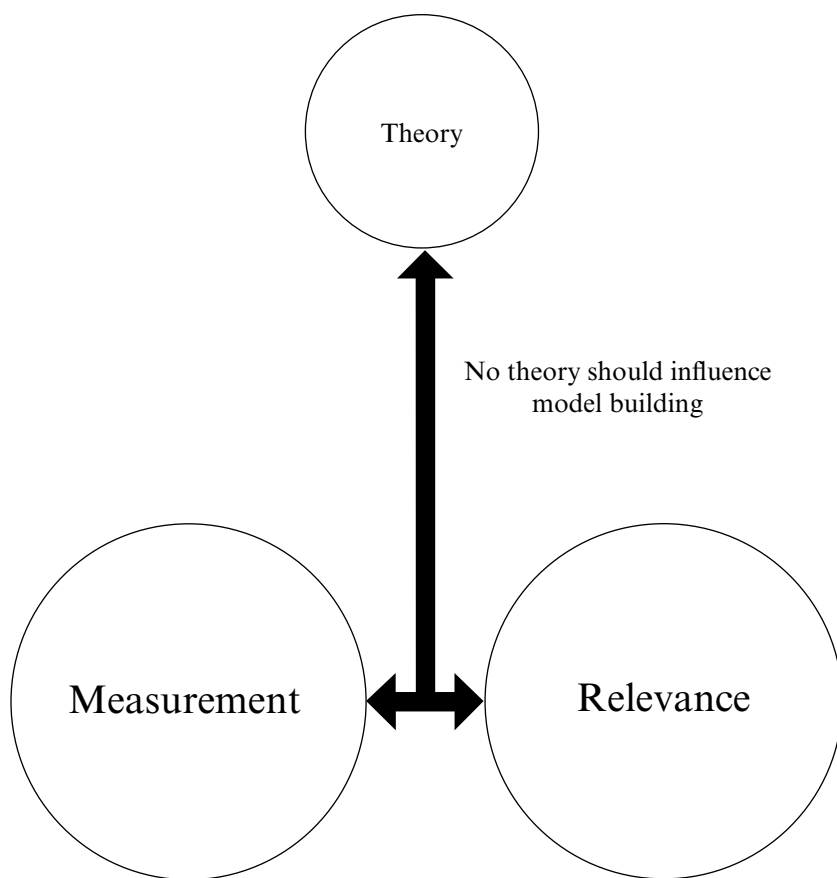 Theory
No theory should influence
model building
Measurement
Relevance